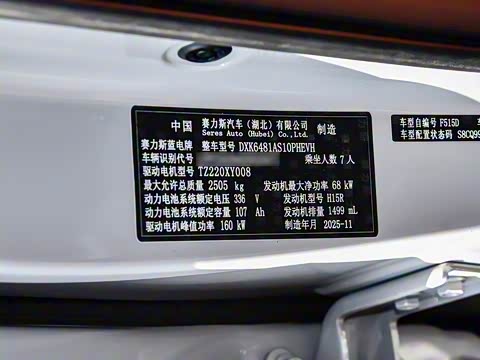 中国 赛力斯汽车（湖北）有限公司 制造
Seres Auto (Hubei) Co.,Ltd.
赛力斯蓝电牌 整车型号 DXK6481AS10PHEVH
车辆识别代号 乘坐人数 7 人
驱动电机型号 TZ220XY008
最大允许总质量 2505 kg 发动机最大净功率 68 kW
动力电池系统额定电压 336 V 发动机型号 H15R
动力电池系统额定容量 107 Ah 发动机排量 1499 mL
驱动电机峰值功率 160 kW 制造年月 2025-11
车型自编号 F515D
车型配置状态码 S8CQ99